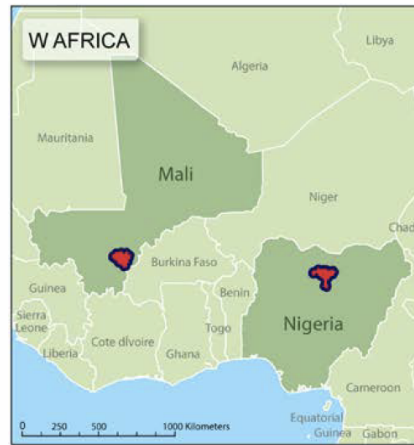 W AFRICA
Libya
Algeria
Mauritania
Mali
Niger
Chad
Burkina Faso
Guinea
Benin
Nigeria
Sierra
Leone
Togo
Cote dIvoire
Ghana
Liberia
Cameroon
0 250 500 1000 Kilometers
Equatorial
Guinea
Gabon